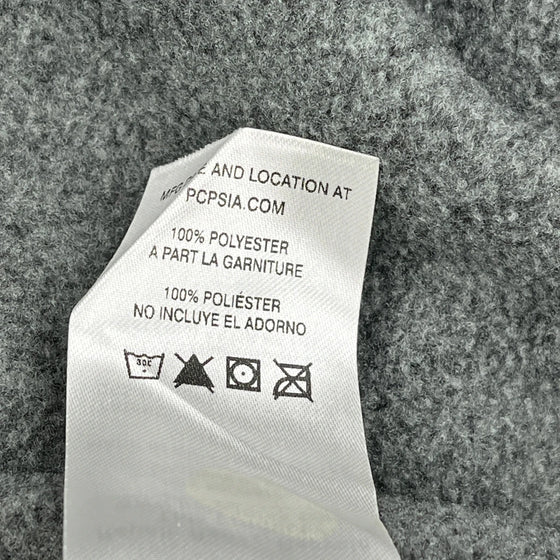 AND LOCATION AT
PCPSIA.COM
100% POLYESTER
À PART LA GARNITURE
100% POLIÉSTER
NO INCLUYE EL ADORNO
30C